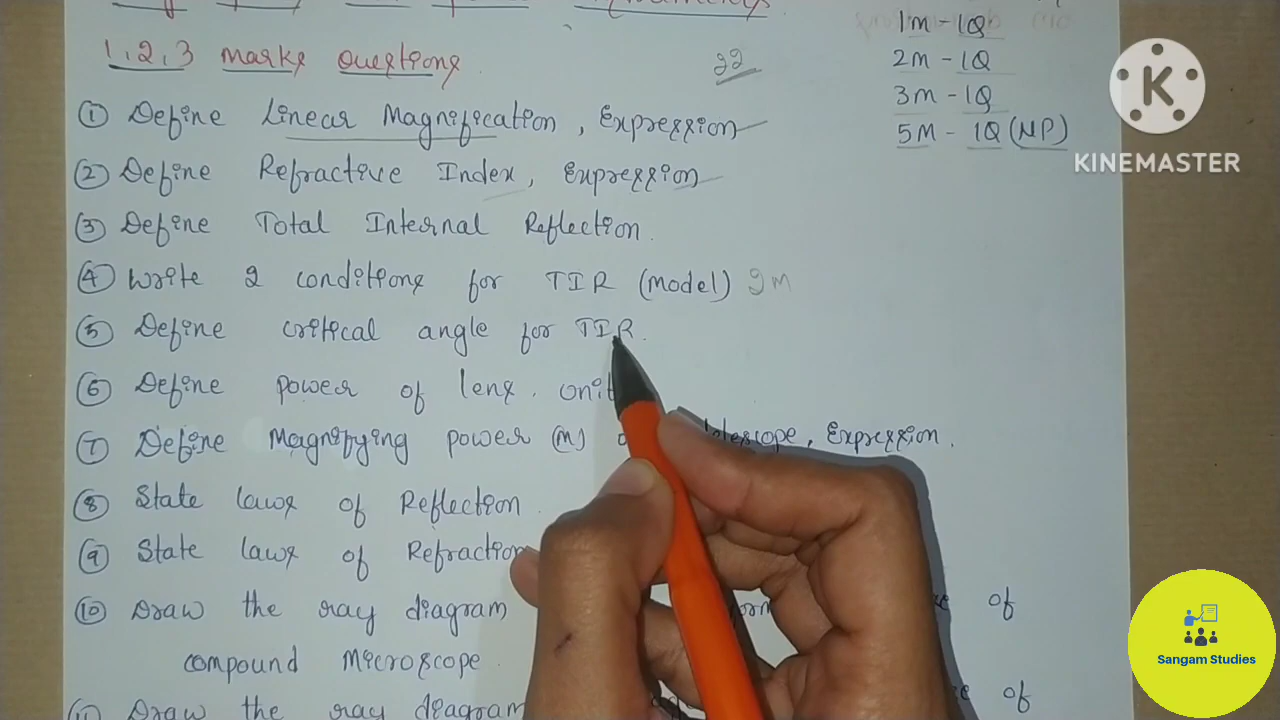 1,2,3 marks Questions
22
1m - 1Q
2m - 1Q
3m - 1Q
5M - 1Q (NP)
KINEMASTER
① Define Linear Magnification, Expression
② Define Refractive Index, Expression
③ Define Total Internal Reflection.
④ Write 2 conditions for TIR (model) 2m
⑤ Define critical angle for TIR.
⑥ Define power of lens. unit
⑦ Define Magnifying power (M) telescope, Expression.
⑧ State laws of Reflection.
⑨ State laws of Refraction
⑩ Draw the ray diagram of
compound Microscope
⑪ Draw the ray diagram of
Sangam Studies